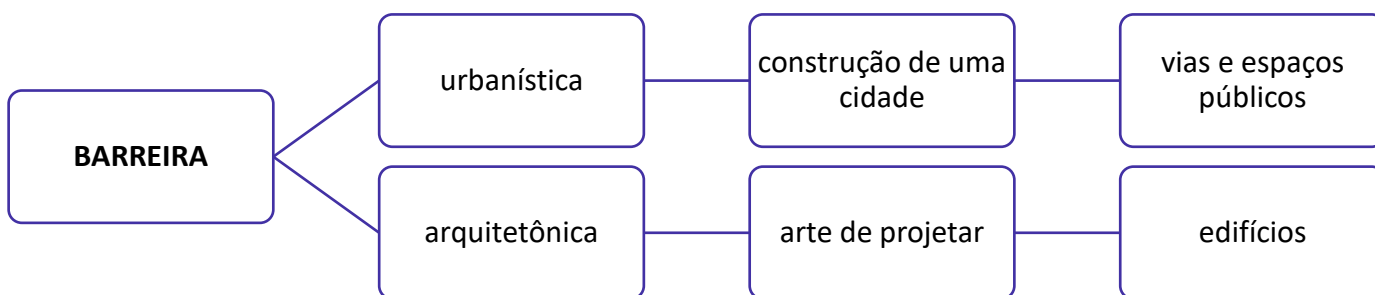 BARREIRA
urbanística
construção de uma
cidade
vias e espaços
públicos
arquitetônica
arte de projetar
edifícios